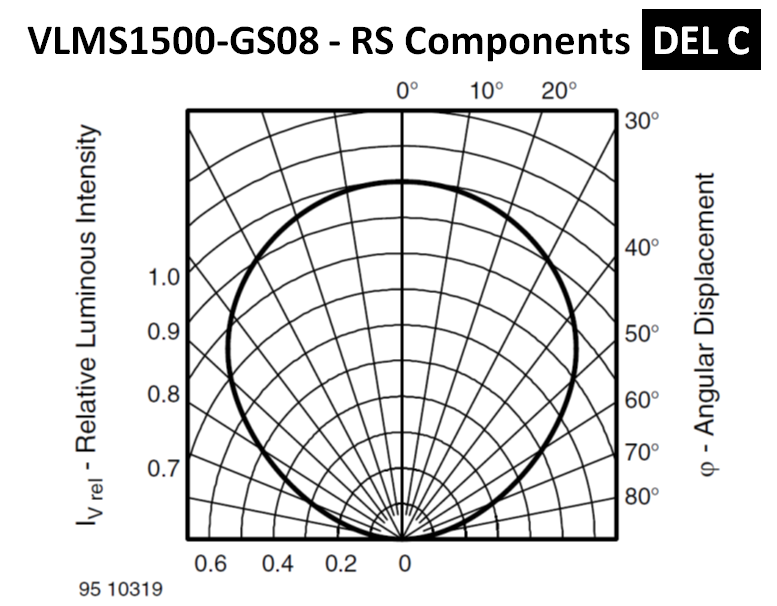 VLMS1500-GS08 - RS Components DEL C
0° 10° 20°
30°
40°
50°
60°
70°
80°
φ - Angular Displacement
IV rel - Relative Luminous Intensity
1.0
0.9
0.8
0.7
0.6 0.4 0.2 0
95 10319